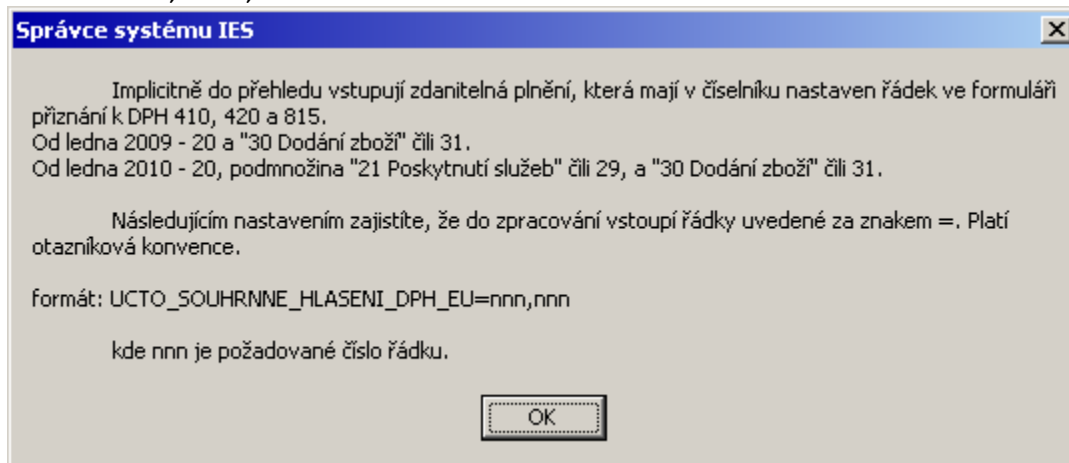 Správce systému IES
Implicitně do přehledu vstupují zdanitelná plnění, která mají v číselníku nastaven řádek ve formuláři
přiznání k DPH 410, 420 a 815.
Od ledna 2009 - 20 a "30 Dodání zboží" čili 31.
Od ledna 2010 - 20, podmnožina "21 Poskytnutí služeb" čili 29, a "30 Dodání zboží" čili 31.
Následujícím nastavením zajistíte, že do zpracování vstoupí řádky uvedené za znakem =. Platí
otazníková konvence.
formát: UCTO_SOUHRNNE_HLASENI_DPH_EU=nnn,nnn
kde nnn je požadované číslo řádku.
OK